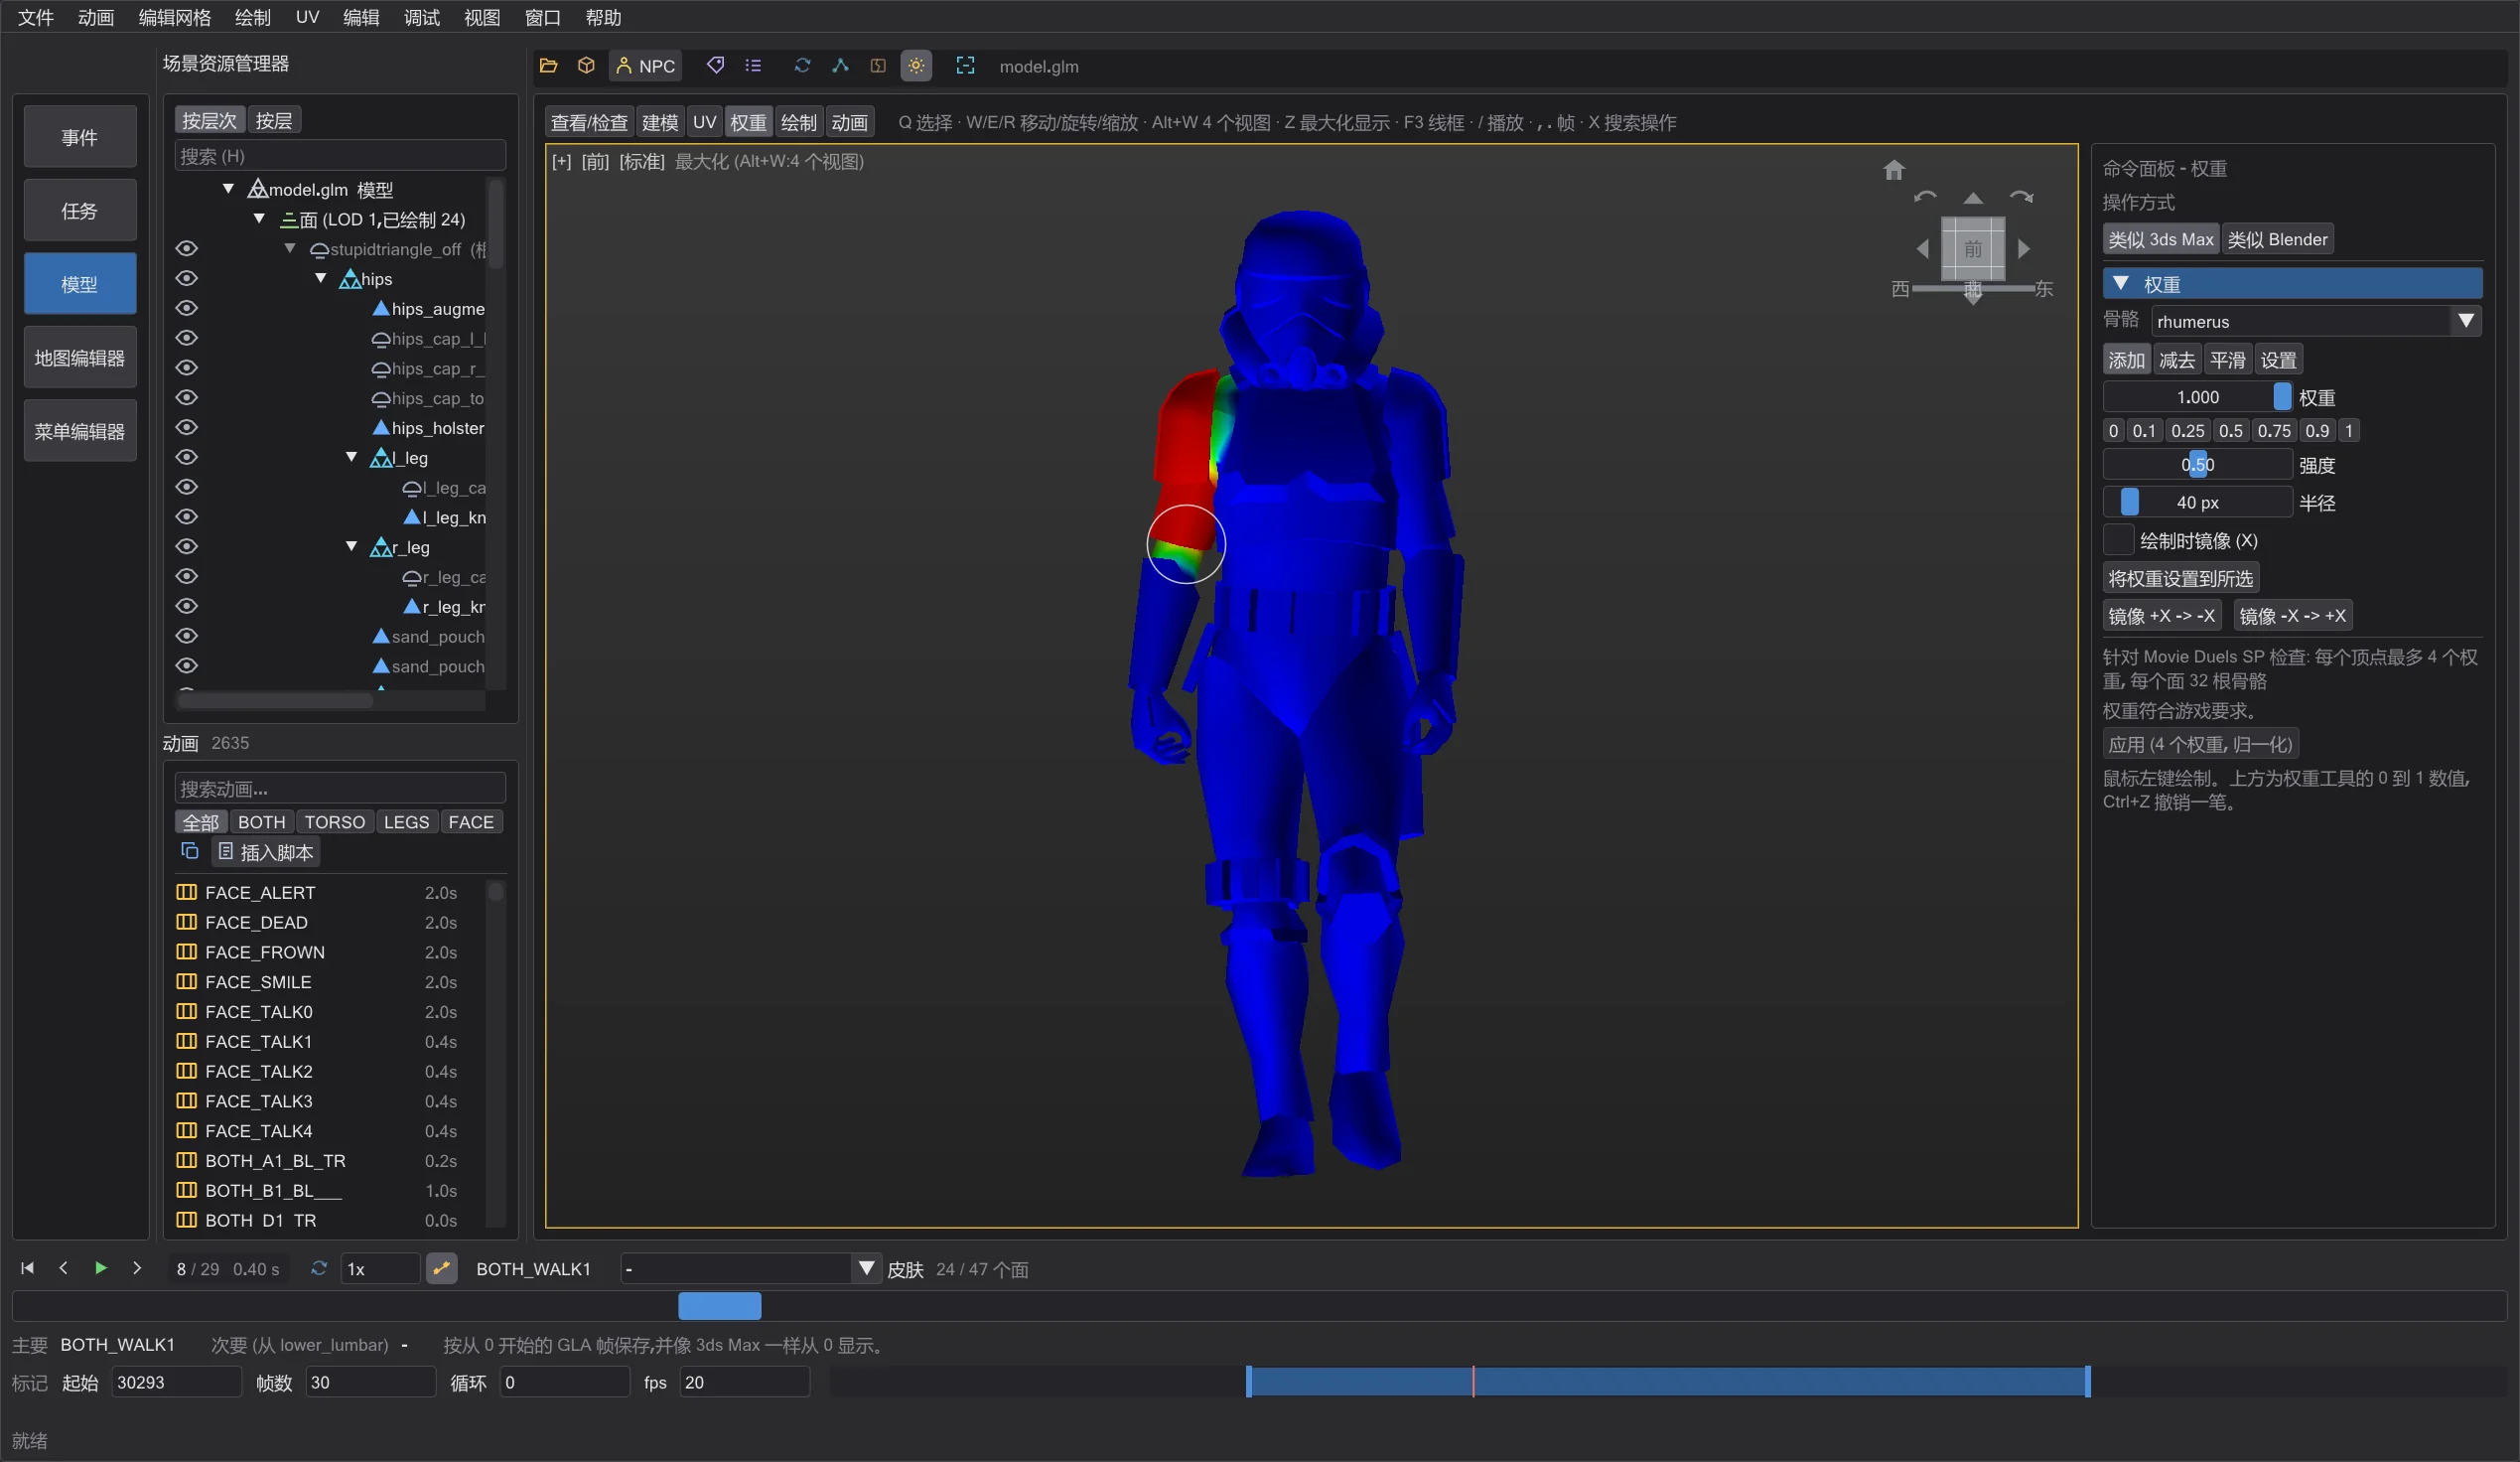 文件 动画 编辑网格 绘制 UV 编辑 调试 视图 窗口 帮助
场景资源管理器
NPC model.glm
事件
任务
模型
地图编辑器
菜单编辑器
按层次 按层
搜索 (H)
model.glm 模型
面 (LOD 1,已绘制 24)
stupidtriangle_off
hips
hips_augme
hips_cap_l_
hips_cap_r_
hips_cap_to
hips_holster
l_leg
l_leg_ca
l_leg_kn
r_leg
r_leg_ca
r_leg_kr
sand_pouch
sand_pouch
动画 2635
搜索动画...
全部 BOTH TORSO LEGS FACE
插入脚本
FACE_ALERT 2.0s
FACE_DEAD 2.0s
FACE_FROWN 2.0s
FACE_SMILE 2.0s
FACE_TALK0 2.0s
FACE_TALK1 0.4s
FACE_TALK2 0.4s
FACE_TALK3 0.4s
FACE_TALK4 0.4s
BOTH_A1_BL_TR 0.2s
BOTH_B1_BL___ 1.0s
BOTH_D1_TR 0.0s
查看/检查 建模 UV 权重 绘制 动画 Q 选择 · W/E/R 移动/旋转/缩放 · Alt+W 4 个视图 · Z 最大化显示 · F3 线框 · / 播放 · , . 帧 · X 搜索操作
[+] [前] [标准] 最大化 (Alt+W:4 个视图)
前
西 东
命令面板 - 权重
操作方式
类似 3ds Max 类似 Blender
权重
骨骼 rhumerus
添加 减去 平滑 设置
1.000 权重
0 0.1 0.25 0.5 0.75 0.9 1
0.50 强度
40 px 半径
绘制时镜像 (X)
将权重设置到所选
镜像 +X -> -X 镜像 -X -> +X
针对 Movie Duels SP 检查: 每个顶点最多 4 个权
重, 每个面 32 根骨骼
权重符合游戏要求。
应用 (4 个权重, 归一化)
鼠标左键绘制。上方为权重工具的 0 到 1 数值,
Ctrl+Z 撤销一笔。
8 / 29 0.40 s 1x BOTH_WALK1 - 皮肤 24 / 47 个面
主要 BOTH_WALK1 次要 (从 lower_lumbar) - 按从 0 开始的 GLA 帧保存,并像 3ds Max 一样从 0 显示。
标记 起始 30293 帧数 30 循环 0 fps 20
就绪